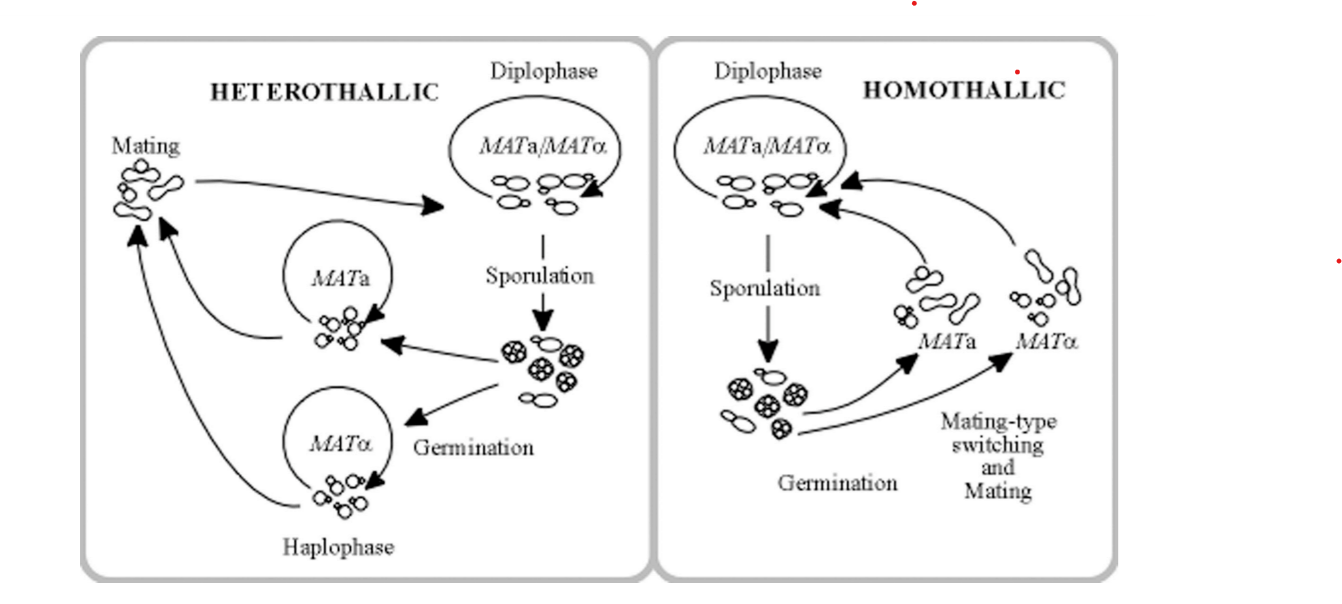 HETEROTHALLIC
Diplophase
MATa/MATα
Mating
MATa
Sporulation
MATα
Germination
Haplophase
Diplophase
HOMOTHALLIC
MATa/MATα
Sporulation
MATa
MATα
Mating-type
switching
and
Mating
Germination